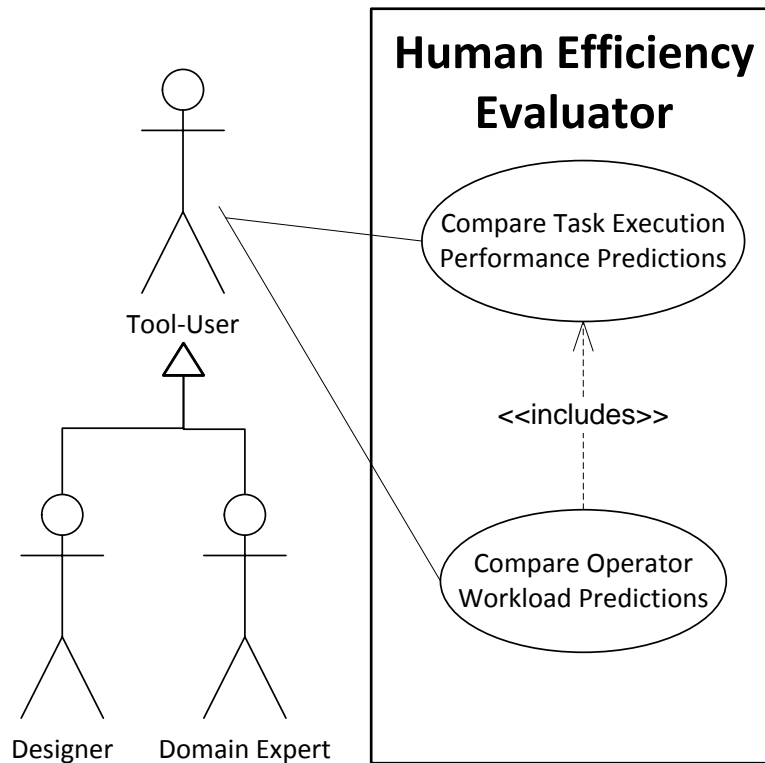 Human Efficiency
Evaluator
Compare Task Execution
Performance Predictions
Tool-User
<<includes>>
Compare Operator
Workload Predictions
Designer
Domain Expert